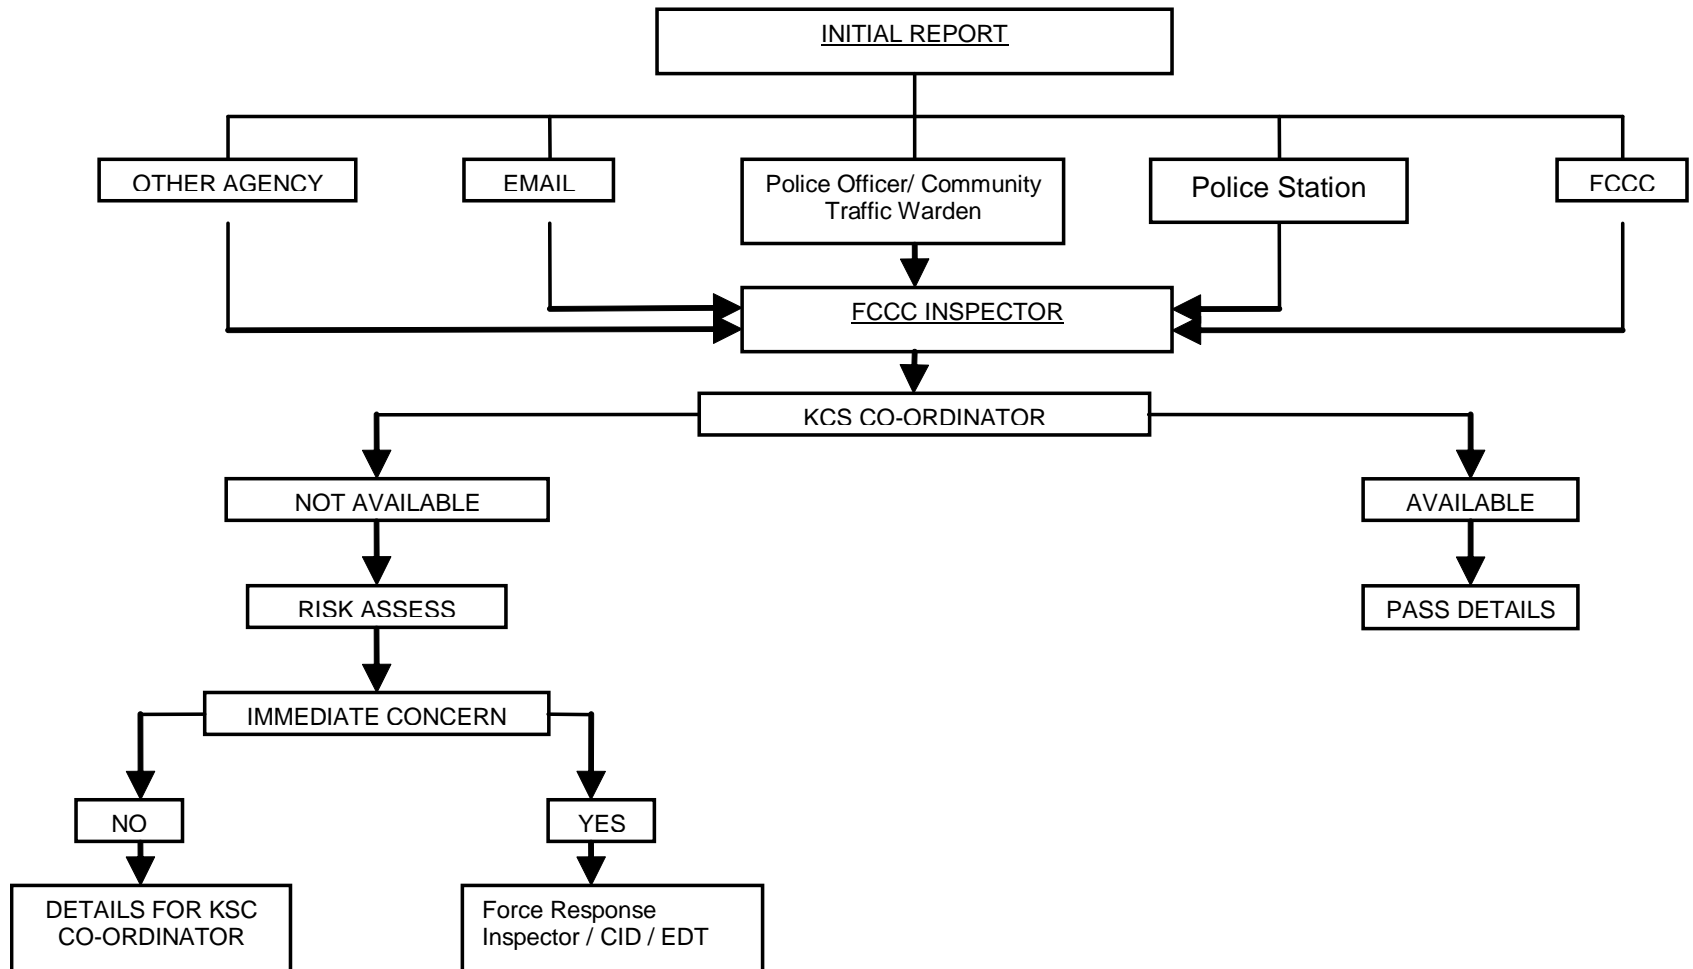 INITIAL REPORT
OTHER AGENCY
EMAIL
Police Officer/ Community
Traffic Warden
Police Station
FCCC
FCCC INSPECTOR
KCS CO-ORDINATOR
NOT AVAILABLE
AVAILABLE
RISK ASSESS
PASS DETAILS
IMMEDIATE CONCERN
NO
YES
DETAILS FOR KSC
CO-ORDINATOR
Force Response
Inspector / CID / EDT